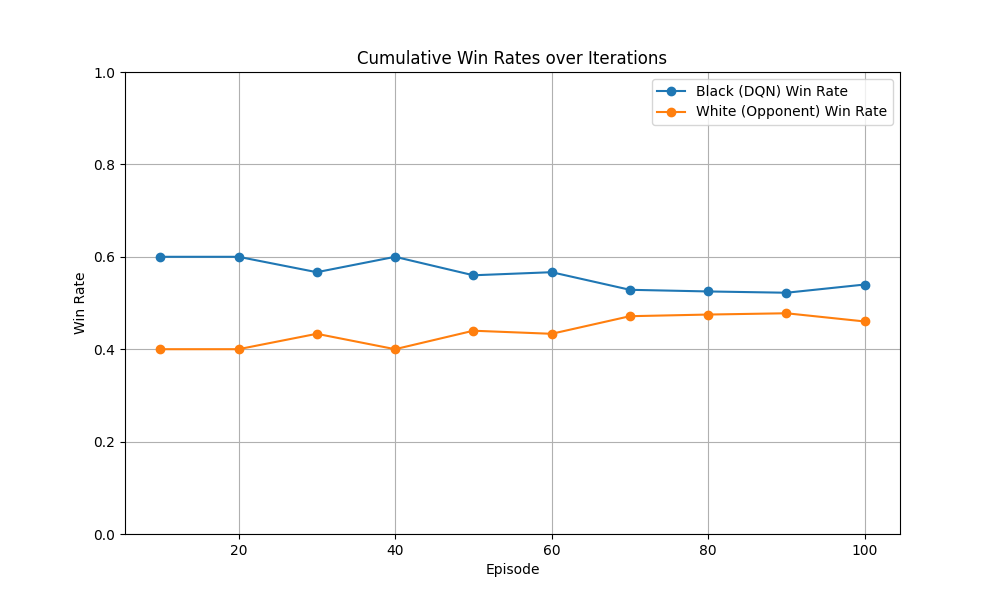 Cumulative Win Rates over Iterations
Black (DQN) Win Rate
White (Opponent) Win Rate
Win Rate
1.0
0.8
0.6
0.4
0.2
0.0
20 40 60 80 100
Episode